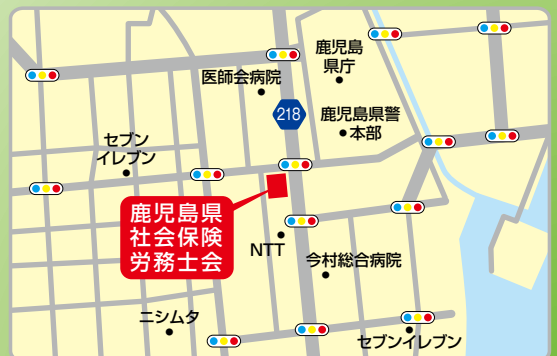 鹿児島
県庁
医師会病院
218
鹿児島県警
本部
セブン
イレブン
鹿児島県
社会保険
労務士会
NTT
今村総合病院
ニシムタ
セブンイレブン